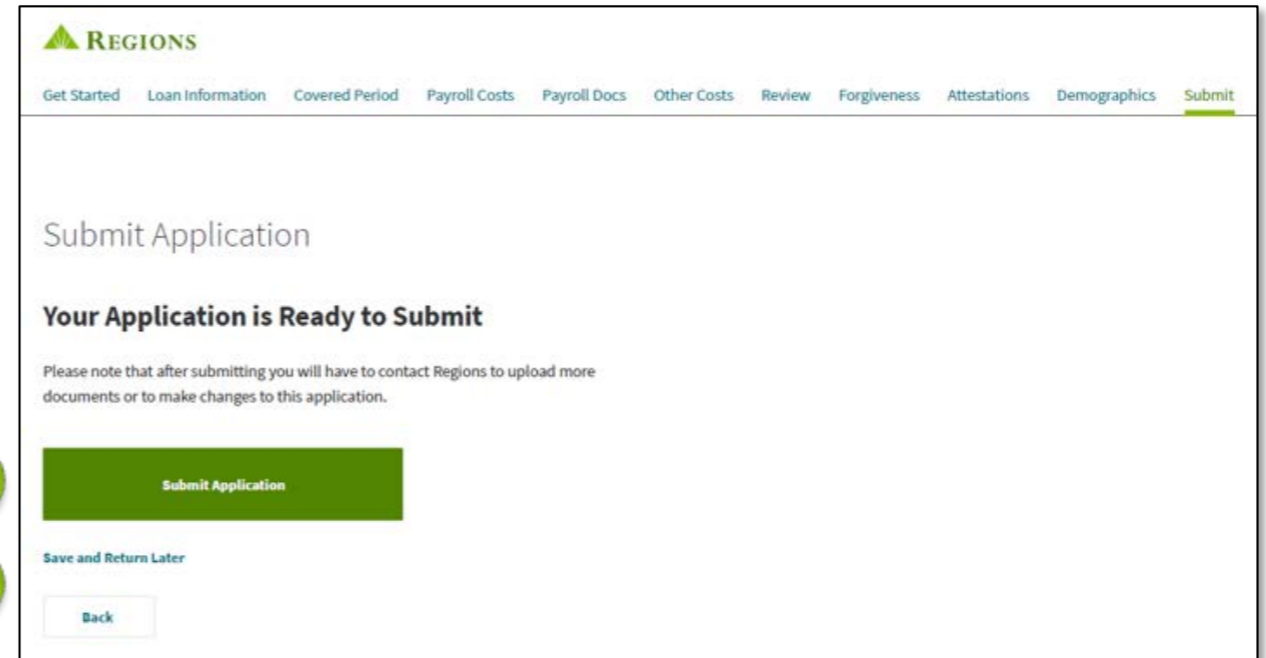 REGIONS
Get Started Loan Information Covered Period Payroll Costs Payroll Docs Other Costs Review Forgiveness Attestations Demographics Submit
Submit Application
Your Application is Ready to Submit
Please note that after submitting you will have to contact Regions to upload more
documents or to make changes to this application.
Submit Application
Save and Return Later
Back